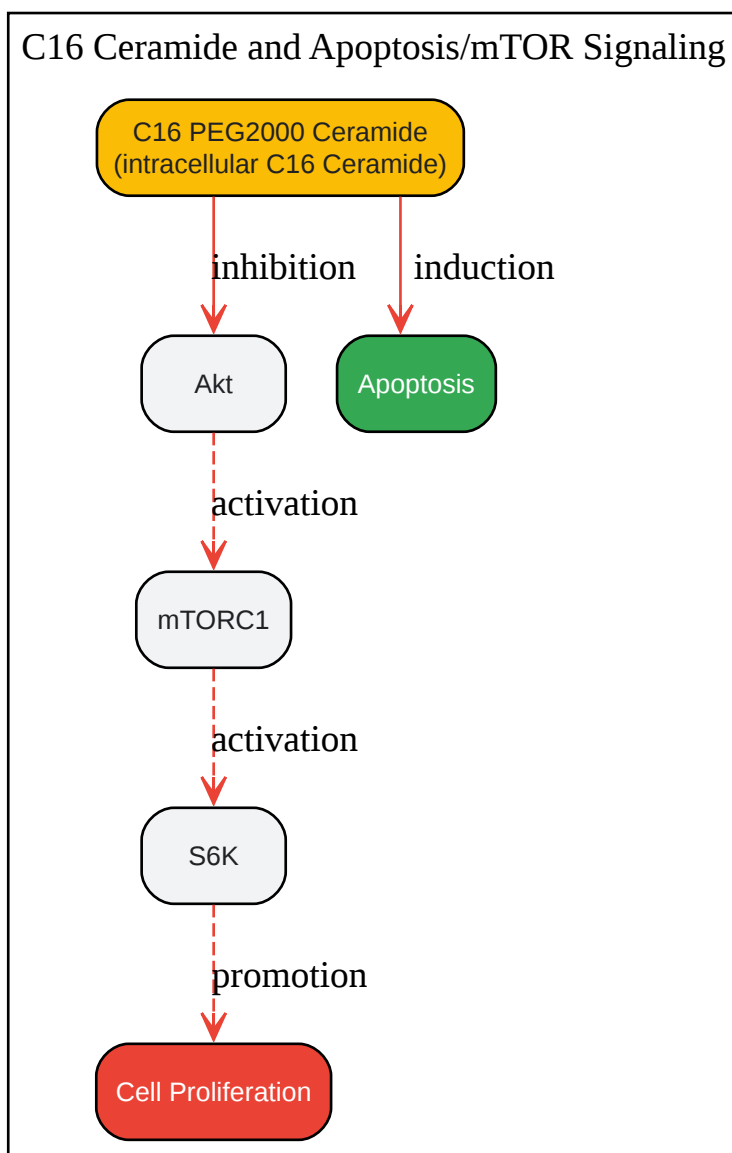 C16 Ceramide and Apoptosis/mTOR Signaling
C16 PEG2000 Ceramide
(intracellular C16 Ceramide)
inhibition
induction
Akt
Apoptosis
activation
mTORC1
activation
S6K
promotion
Cell Proliferation